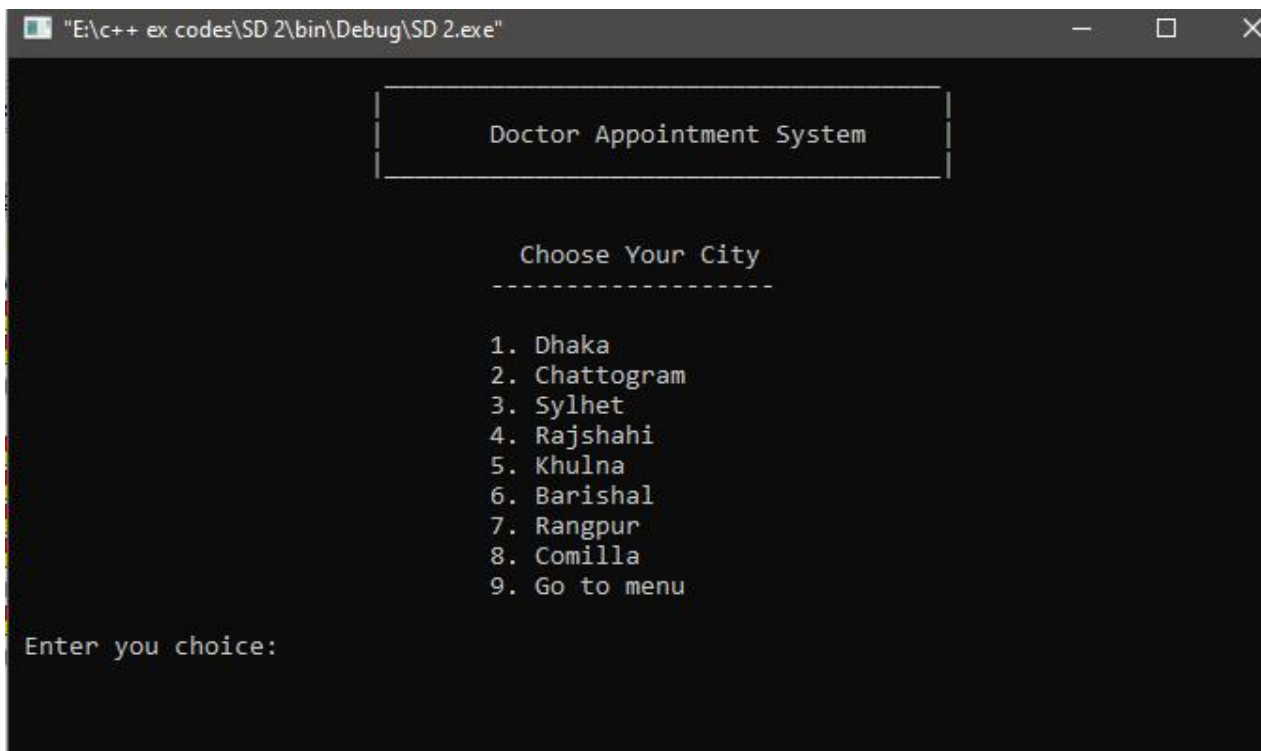 "E:\c++ ex codes\SD 2\bin\Debug\SD 2.exe"
Doctor Appointment System
Choose Your City
-------------------
1. Dhaka
2. Chattogram
3. Sylhet
4. Rajshahi
5. Khulna
6. Barishal
7. Rangpur
8. Comilla
9. Go to menu
Enter you choice: